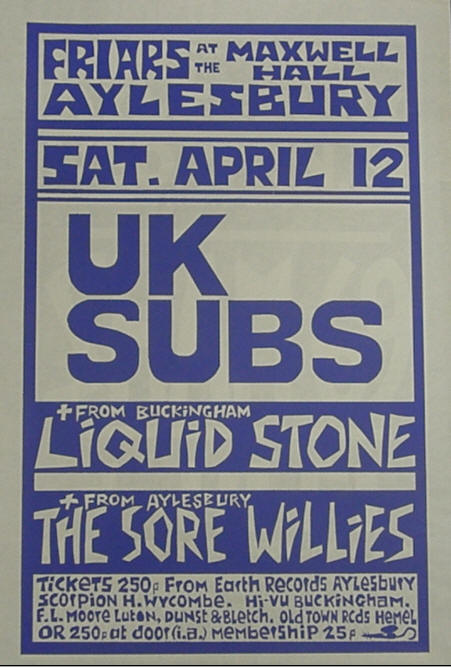 FRIARS AT THE MAXWELL HALL
AYLESBURY
SAT. APRIL 12
UK
SUBS
+ FROM BUCKINGHAM
LIQUID STONE
+ FROM AYLESBURY
THE SORE WILLIES
TICKETS 250p FROM Earth Records AYLESBURY
SCORPION H.WYCOMBE. Hi-VU BUCKINGHAM.
F.L. MOORE LUTON, DUNST & BLETCH. OLD TOWN RCDS HEMEL
OR 250p at door (i.a.) MEMBERSHIP 25p